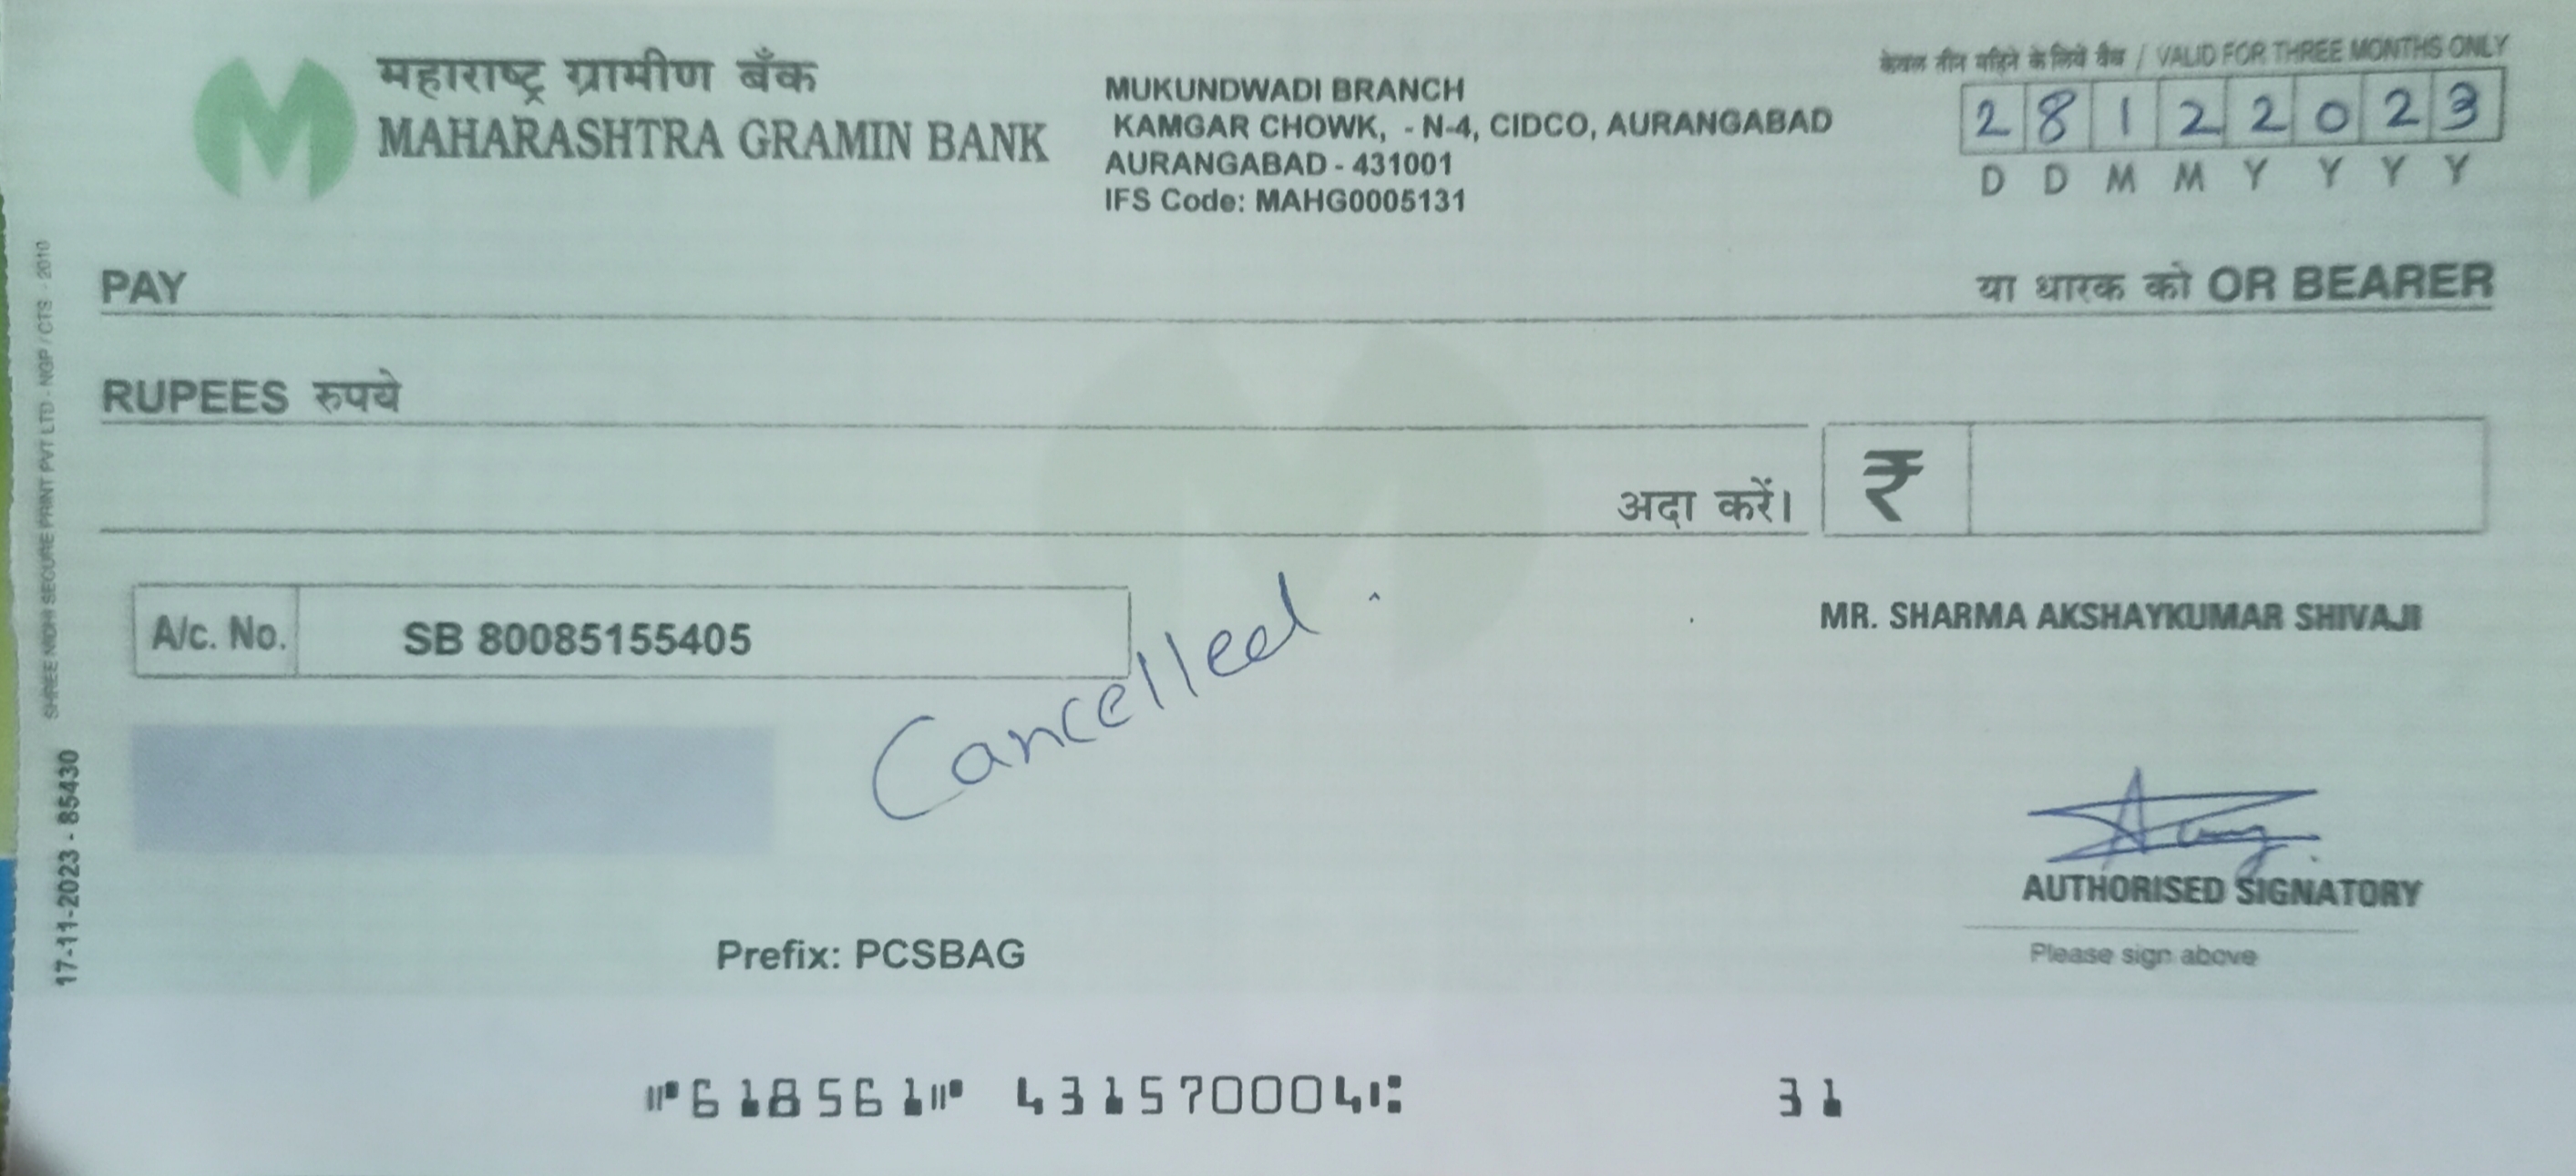 महाराष्ट्र ग्रामीण बँक
MAHARASHTRA GRAMIN BANK
MUKUNDWADI BRANCH
KAMGAR CHOWK, - N-4, CIDCO, AURANGABAD
AURANGABAD - 431001
IFS Code: MAHG0005131
केवल तीन महिने के लिये वैध / VALID FOR THREE MONTHS ONLY
2 8 1 2 2 0 2 3
D D M M Y Y Y Y
PAY या धारक को OR BEARER
RUPEES रुपये
अदा करें। ₹
A/c. No. SB 80085155405
MR. SHARMA AKSHAYKUMAR SHIVAJI
Cancelled
AUTHORISED SIGNATORY
Please sign above
Prefix: PCSBAG
⑈618561⑈ 431570004⑆ 31
SHREE NIDHI SECURE PRINT PVT LTD - NGP / CTS - 2010
17-11-2023 - 85430